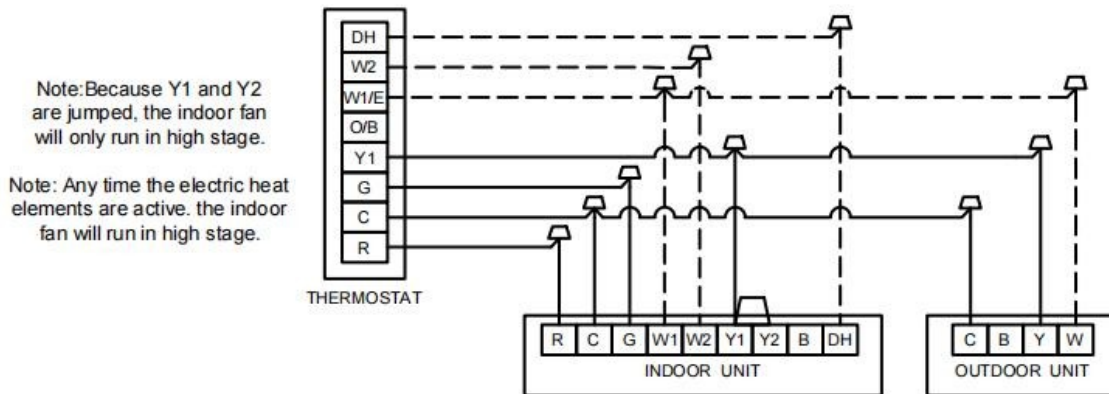 Note:Because Y1 and Y2
are jumped, the indoor fan
will only run in high stage.
Note: Any time the electric heat
elements are active. the indoor
fan will run in high stage.
DH
W2
W1/E
O/B
Y1
G
C
R
THERMOSTAT
R C G W1 W2 Y1 Y2 B DH
INDOOR UNIT
C B Y W
OUTDOOR UNIT